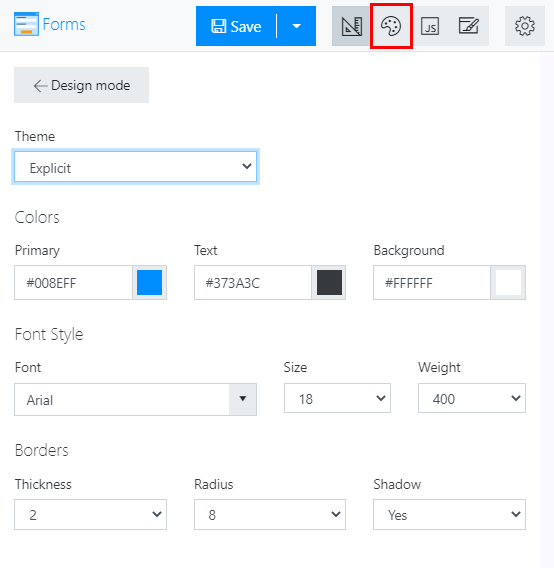 Forms Save JS
Design mode
Theme
Explicit
Colors
Primary Text Background
#008EFF #373A3C #FFFFFF
Font Style
Font Size Weight
Arial 18 400
Borders
Thickness Radius Shadow
2 8 Yes